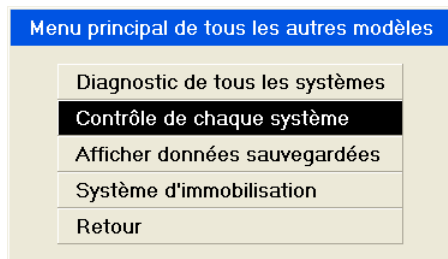 Menu principal de tous les autres modèles
Diagnostic de tous les systèmes
Contrôle de chaque système
Afficher données sauvegardées
Système d'immobilisation
Retour